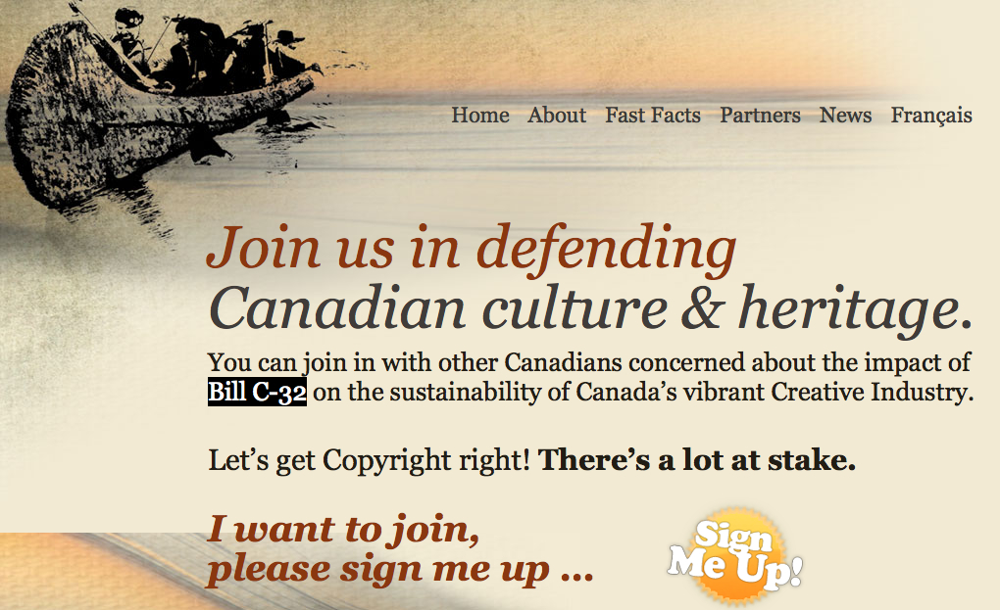 Home About Fast Facts Partners News Français
Join us in defending
Canadian culture & heritage.
You can join in with other Canadians concerned about the impact of
Bill C-32 on the sustainability of Canada’s vibrant Creative Industry.
Let’s get Copyright right! There’s a lot at stake.
I want to join,
please sign me up ...
Sign
Me Up!